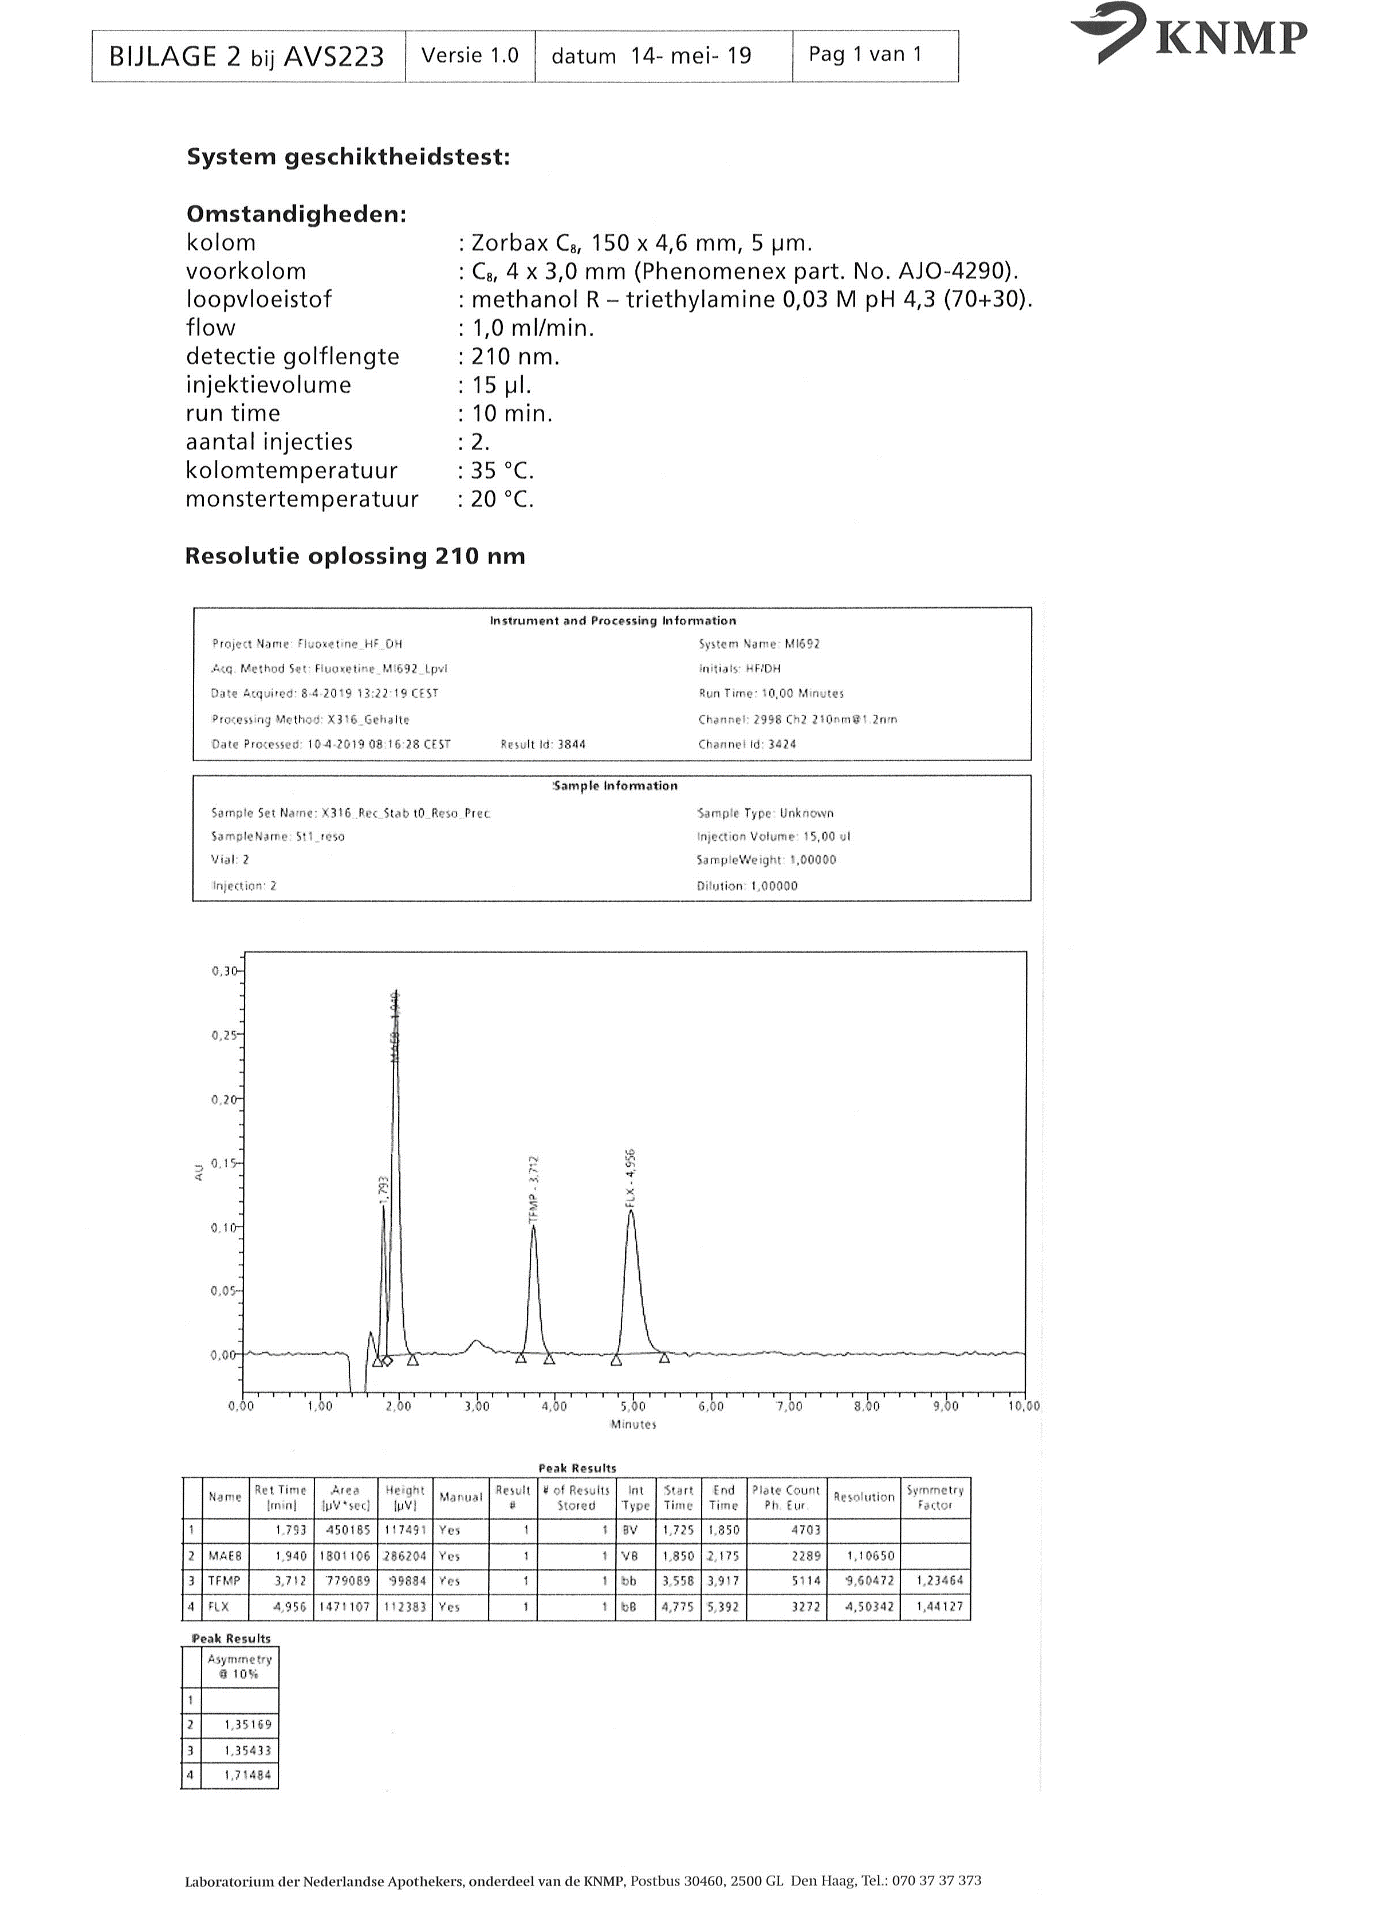 BIJLAGE 2 bij AVS223 Versie 1.0 datum 14- mei- 19 Pag 1 van 1
KNMP
System geschiktheidstest:
Omstandigheden:
kolom : Zorbax C₈, 150 x 4,6 mm, 5 µm.
voorkolom : C₈, 4 x 3,0 mm (Phenomenex part. No. AJO-4290).
loopvloeistof : methanol R – triethylamine 0,03 M pH 4,3 (70+30).
flow : 1,0 ml/min.
detectie golflengte : 210 nm.
injektievolume : 15 µl.
run time : 10 min.
aantal injecties : 2.
kolomtemperatuur : 35 °C.
monstertemperatuur : 20 °C.
Resolutie oplossing 210 nm
Instrument and Processing Information
Project Name: Fluoxetine_HF_DH System Name: MI692
Acq. Method Set: Fluoxetine_MI692_Lpvl Initials: HF/DH
Date Acquired: 8-4-2019 13:22:19 CEST Run Time: 10,00 Minutes
Processing Method: X316_Gehalte Channel: 2998 Ch2 210nm@1.2nm
Date Processed: 10-4-2019 08:16:28 CEST Result Id: 3844 Channel Id: 3424
Sample Information
Sample Set Name: X316_Rec_Stab t0_Reso_Prec Sample Type: Unknown
SampleName: St1_reso Injection Volume: 15,00 ul
Vial: 2 SampleWeight: 1,00000
Injection: 2 Dilution: 1,00000
0,30
0,25
0,20
0,15
0,10
0,05
0,00
AU
1,793
MAEB - 1,940
TFMP - 3,712
FLX - 4,956
0,00 1,00 2,00 3,00 4,00 5,00 6,00 7,00 8,00 9,00 10,00
Minutes
Peak Results
Name Ret Time [min] Area [µV*sec] Height [µV] Manual Result # # of Results Stored Int Type Start Time End Time Plate Count Ph. Eur. Resolution Symmetry Factor
1 1,793 450185 117491 Yes 1 1 BV 1,725 1,850 4703
2 MAEB 1,940 1801106 286204 Yes 1 1 VB 1,850 2,175 2289 1,10650
3 TFMP 3,712 779089 99884 Yes 1 1 bb 3,558 3,917 5114 9,60472 1,23464
4 FLX 4,956 1471107 112383 Yes 1 1 bB 4,775 5,392 3272 4,50342 1,44127
Peak Results
Asymmetry
@ 10%
1
2 1,35169
3 1,35433
4 1,71484
Laboratorium der Nederlandse Apothekers, onderdeel van de KNMP, Postbus 30460, 2500 GL Den Haag, Tel.: 070 37 37 373